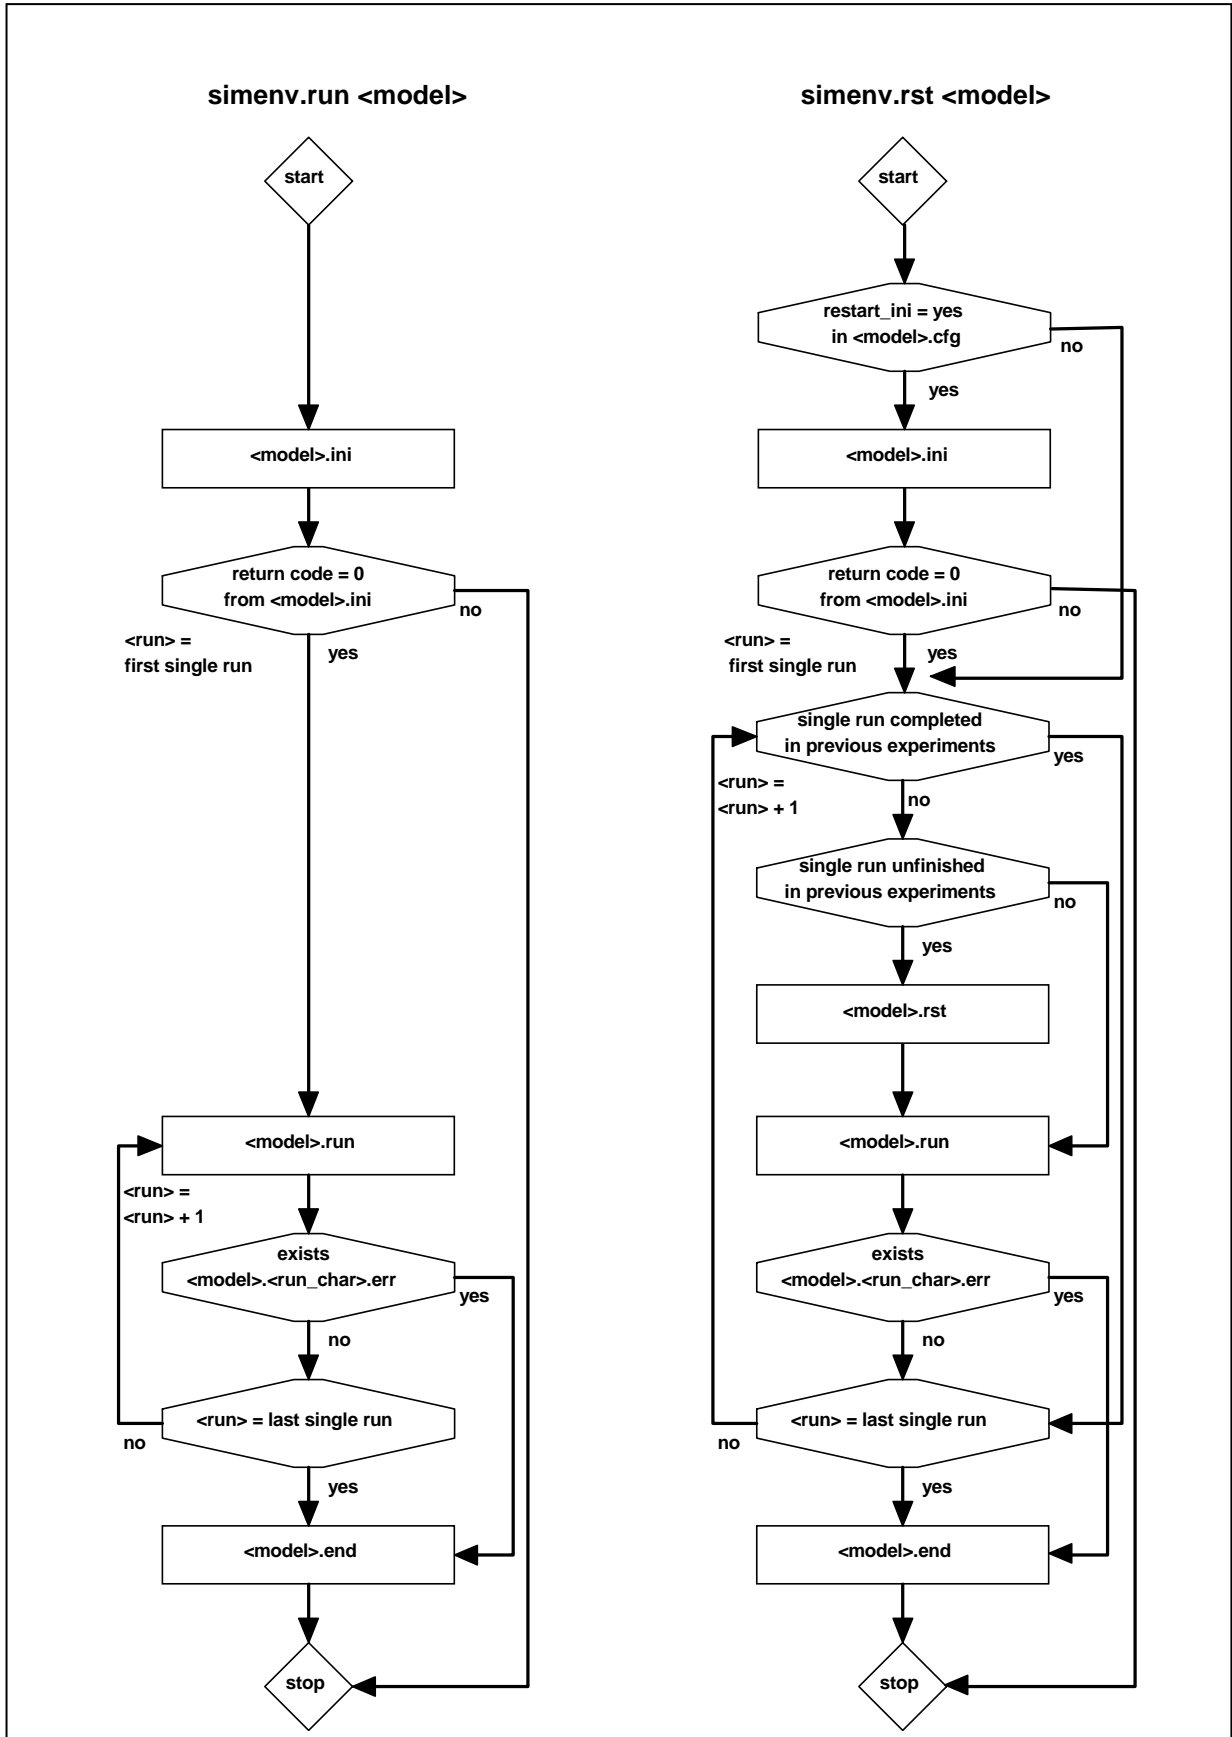 simenv.run <model>
start
<model>.ini
return code = 0
from <model>.ini
no
<run> =
first single run
yes
<model>.run
<run> =
<run> + 1
exists
<model>.<run_char>.err
yes
no
<run> = last single run
no
yes
<model>.end
stop
simenv.rst <model>
start
restart_ini = yes
in <model>.cfg
no
yes
<model>.ini
return code = 0
from <model>.ini
no
<run> =
first single run
yes
single run completed
in previous experiments
yes
<run> =
<run> + 1
no
single run unfinished
in previous experiments
no
yes
<model>.rst
<model>.run
exists
<model>.<run_char>.err
yes
no
<run> = last single run
no
yes
<model>.end
stop